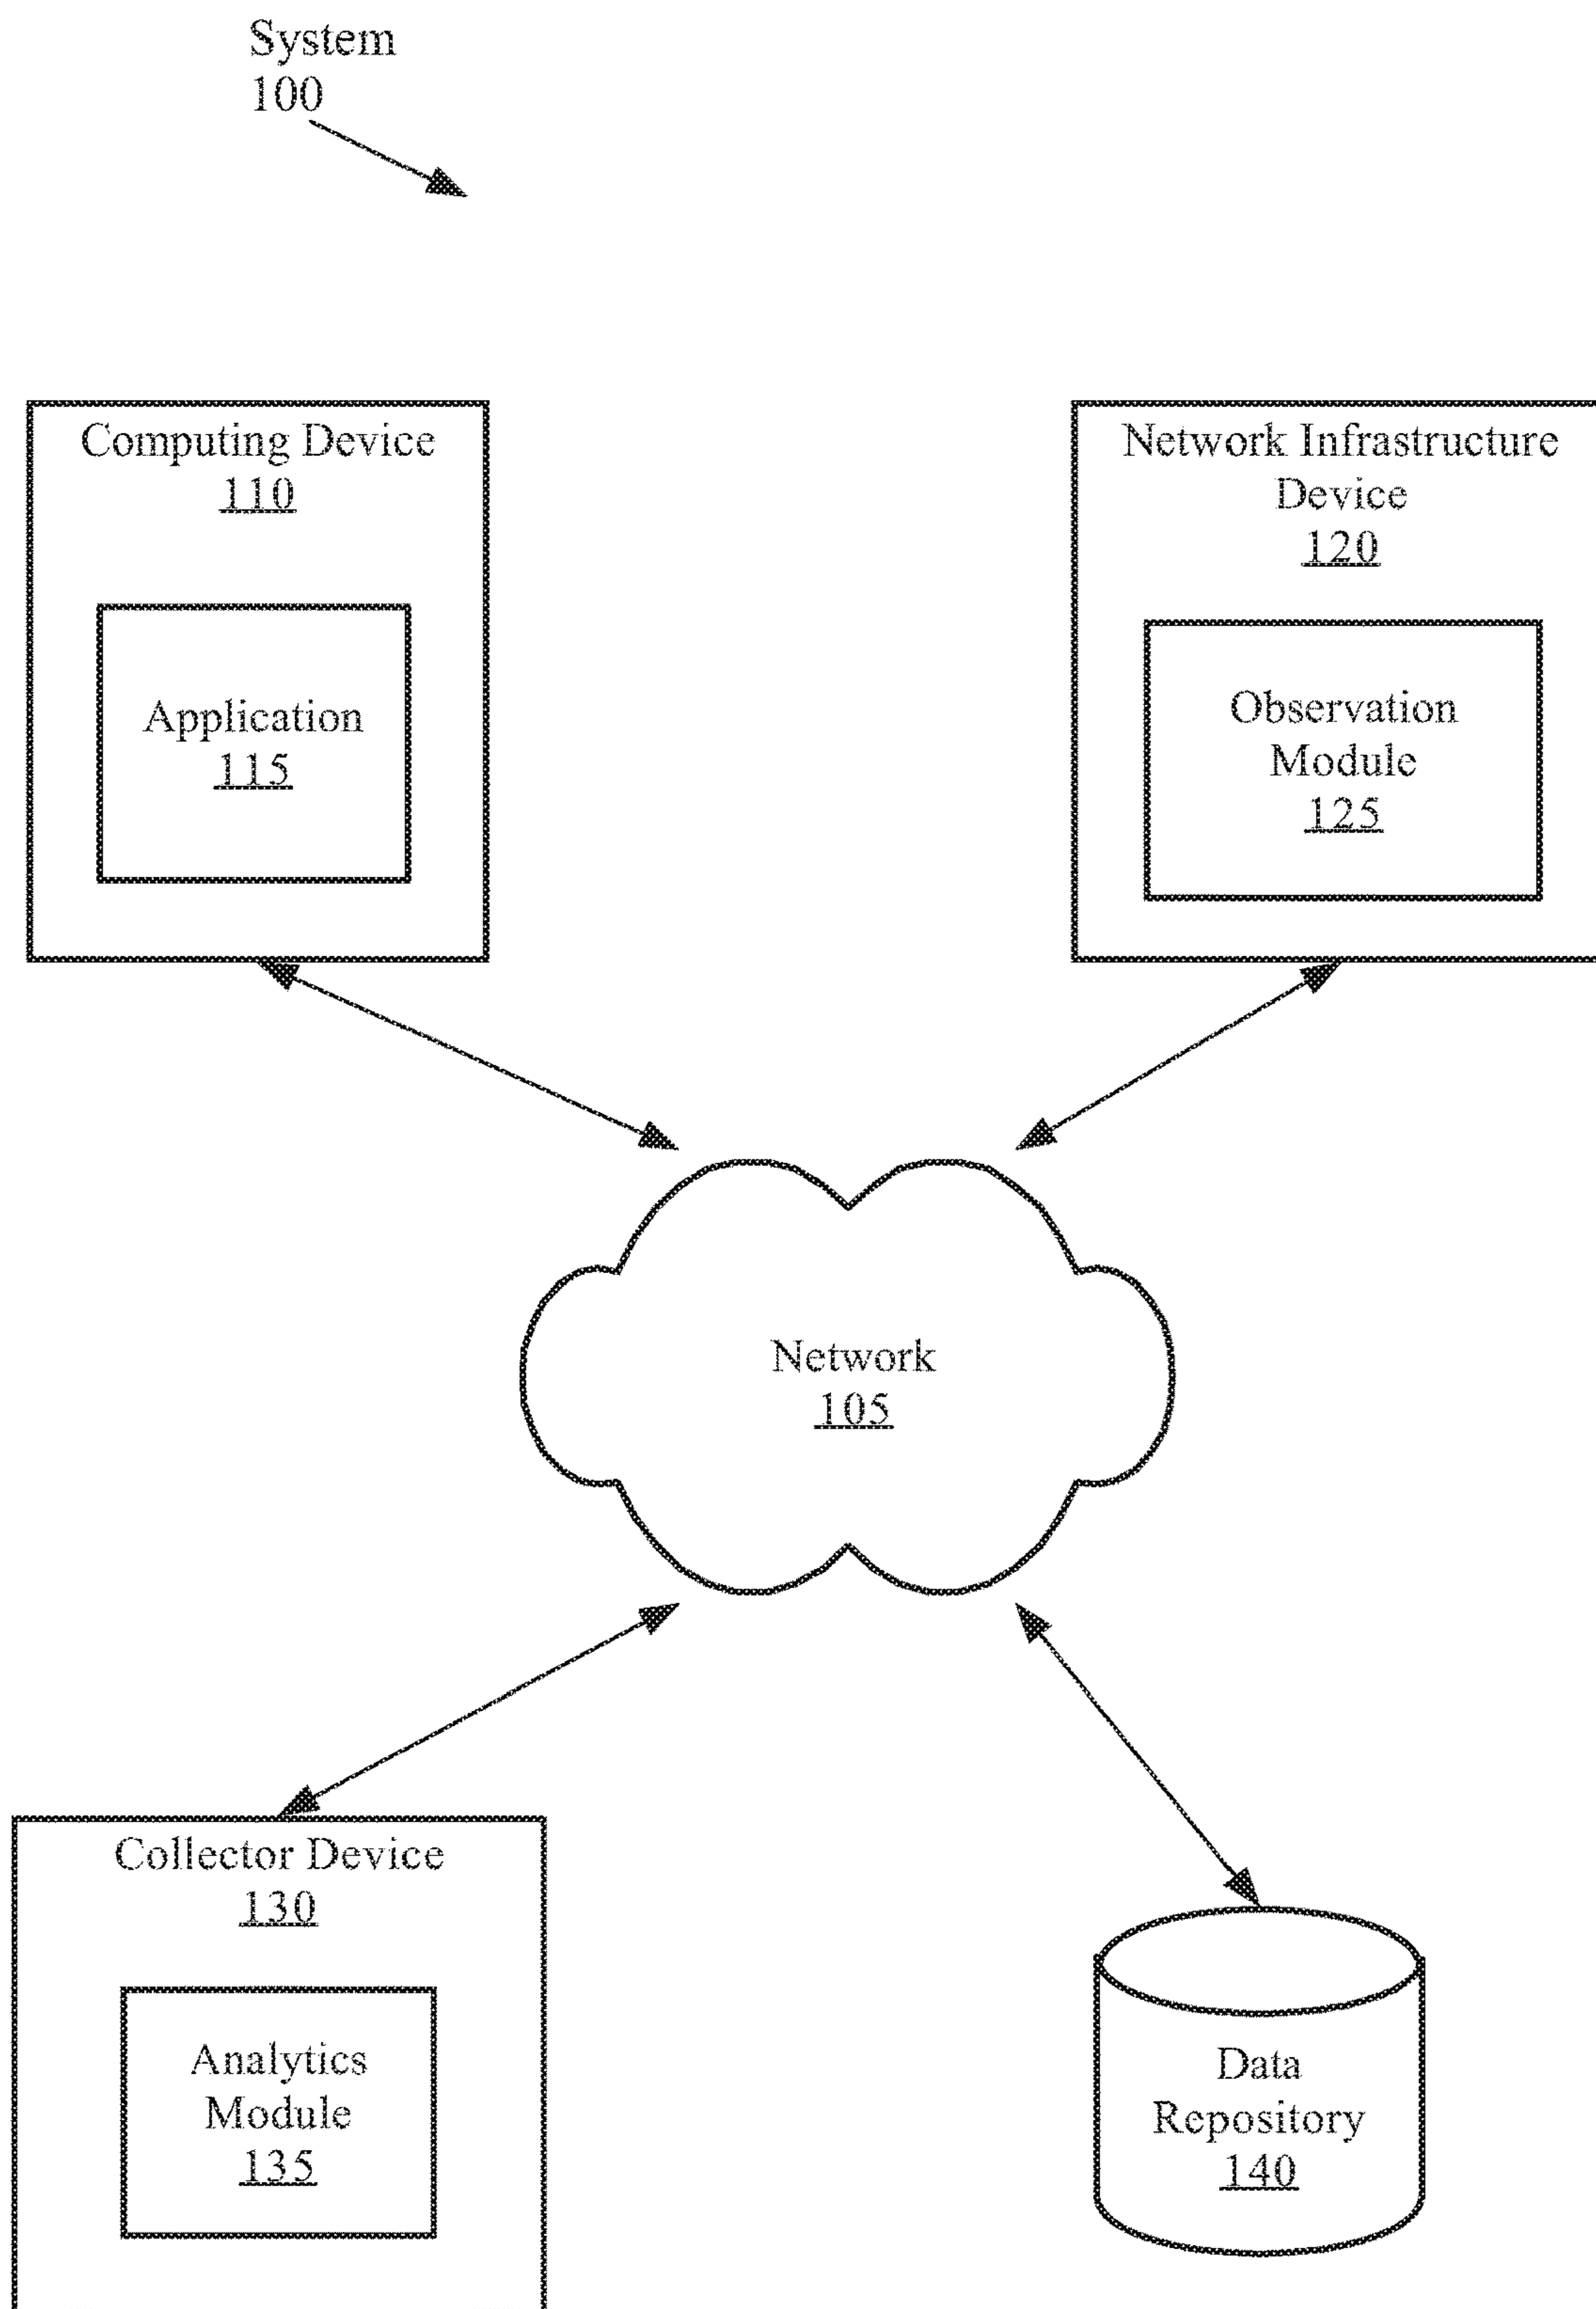 System
100
Computing Device
110
Application
115
Network Infrastructure
Device
120
Observation
Module
125
Network
105
Collector Device
130
Analytics
Module
135
Data
Repository
140